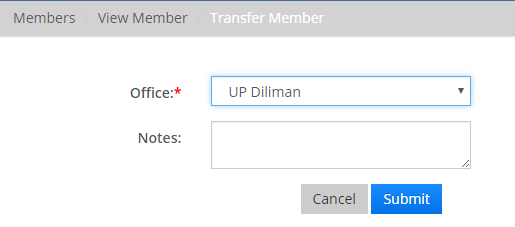 Members / View Member / Transfer Member
Office:*
UP Diliman
Notes:
Cancel
Submit